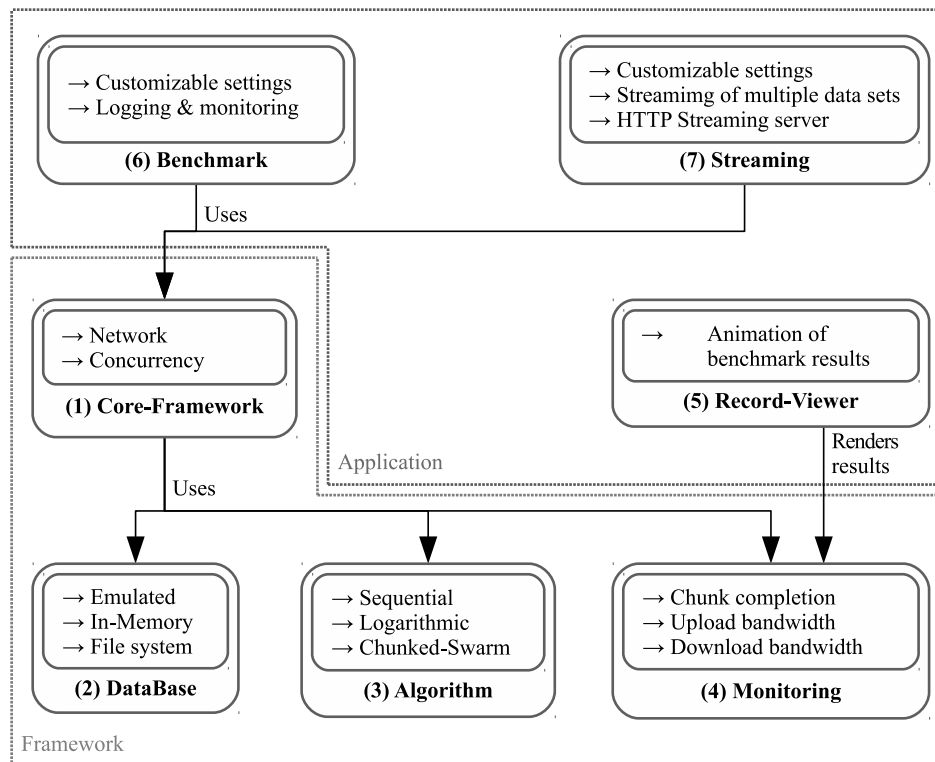 → Customizable settings
→ Logging & monitoring
(6) Benchmark
→ Customizable settings
→ Streamimg of multiple data sets
→ HTTP Streaming server
(7) Streaming
Uses
→ Network
→ Concurrency
(1) Core-Framework
→ Animation of
benchmark results
(5) Record-Viewer
Renders
results
Application
Uses
→ Emulated
→ In-Memory
→ File system
(2) DataBase
→ Sequential
→ Logarithmic
→ Chunked-Swarm
(3) Algorithm
→ Chunk completion
→ Upload bandwidth
→ Download bandwidth
(4) Monitoring
Framework